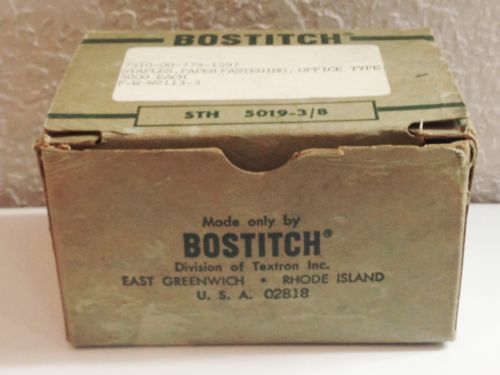 BOSTITCH
7510-00-773-1597
STAPLES, PAPER FASTENING, OFFICE TYPE
5000 EACH
STH 5019-3/8
Made only by
BOSTITCH®
Division of Textron Inc.
EAST GREENWICH • RHODE ISLAND
U. S. A. 02818